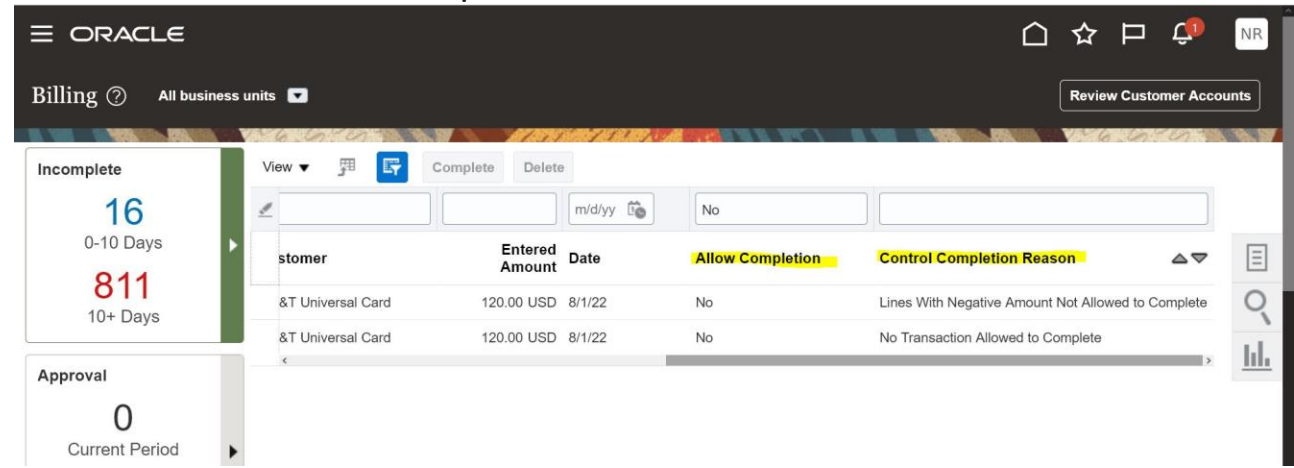 ORACLE
1
NR
Billing ? All business units
Review Customer Accounts
Incomplete
16
0-10 Days
811
10+ Days
Approval
0
Current Period
View Complete Delete
m/d/yy No
stomer Entered Amount Date Allow Completion Control Completion Reason
&T Universal Card 120.00 USD 8/1/22 No Lines With Negative Amount Not Allowed to Complete
&T Universal Card 120.00 USD 8/1/22 No No Transaction Allowed to Complete